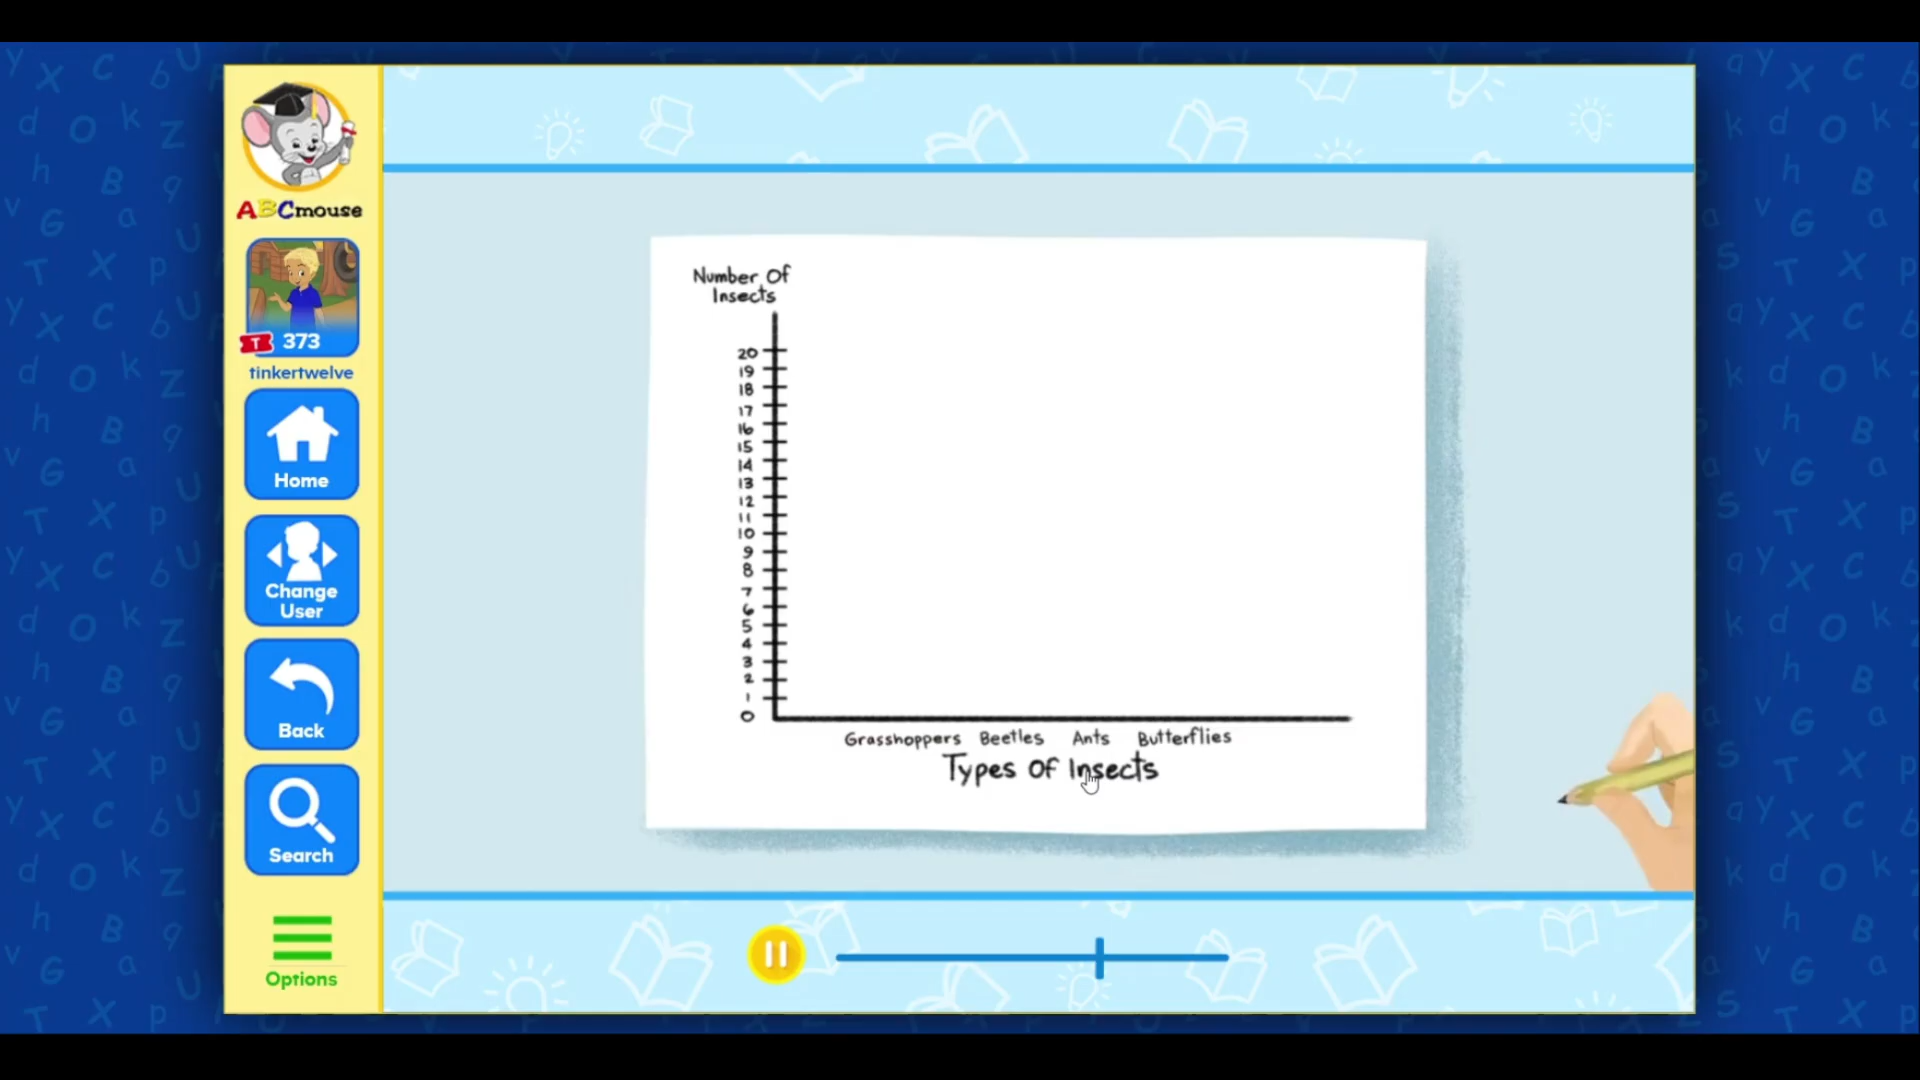 ABCmouse
T 373
tinkertwelve
Home
Change
User
Back
Search
Options
Number Of
Insects
20
19
18
17
16
15
14
13
12
11
10
9
8
7
6
5
4
3
2
1
0
Grasshoppers Beetles Ants Butterflies
Types Of Insects